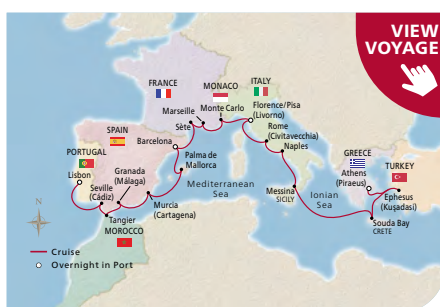 VIEW
VOYAGE
FRANCE
MONACO
ITALY
Marseille
Monte Carlo
Florence/Pisa
(Livorno)
Sète
SPAIN
Barcelona
Rome
(Civitavecchia)
Naples
PORTUGAL
Lisbon
Granada
(Málaga)
Palma de
Mallorca
GREECE
Athens
(Piraeus)
TURKEY
Seville
(Cádiz)
Mediterranean
Sea
Ephesus
(Kuşadasi)
Murcia
(Cartagena)
Messina
SICILY
Ionian
Sea
Tangier
MOROCCO
Souda Bay
CRETE
N
Cruise
Overnight in Port